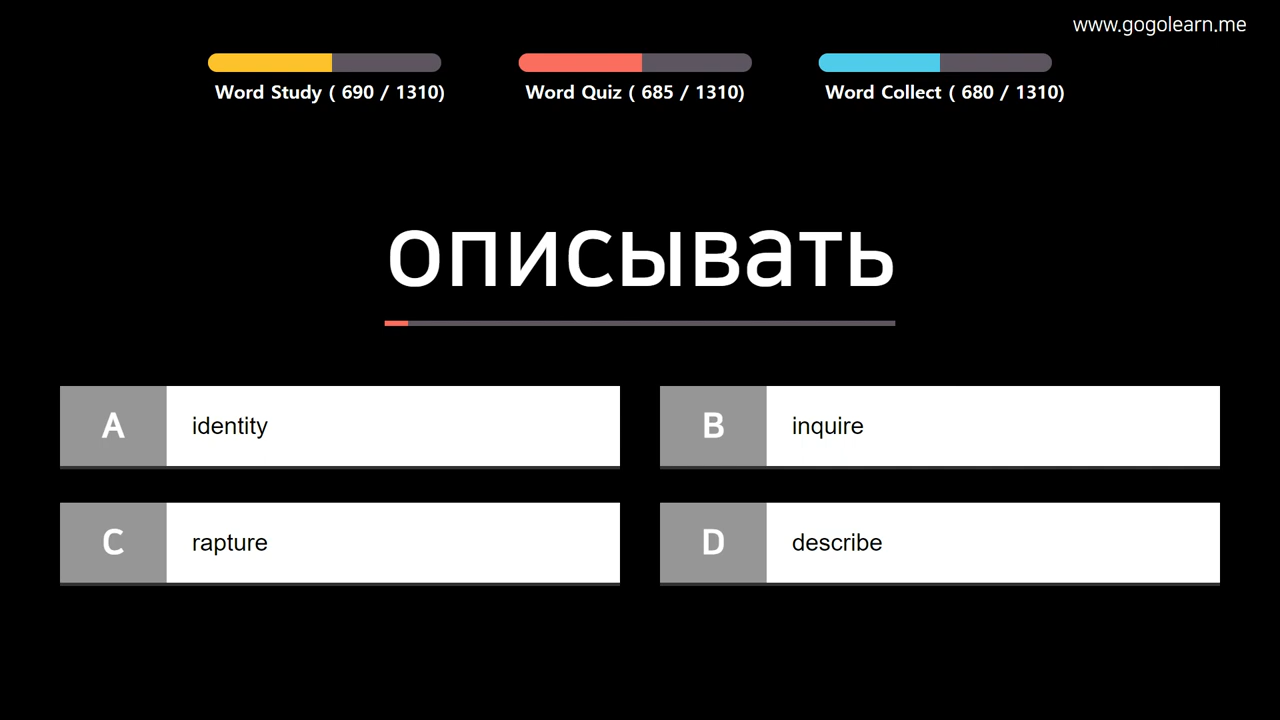 www.gogolearn.me
Word Study ( 690 / 1310)
Word Quiz ( 685 / 1310)
Word Collect ( 680 / 1310)
описывать
A identity
B inquire
C rapture
D describe